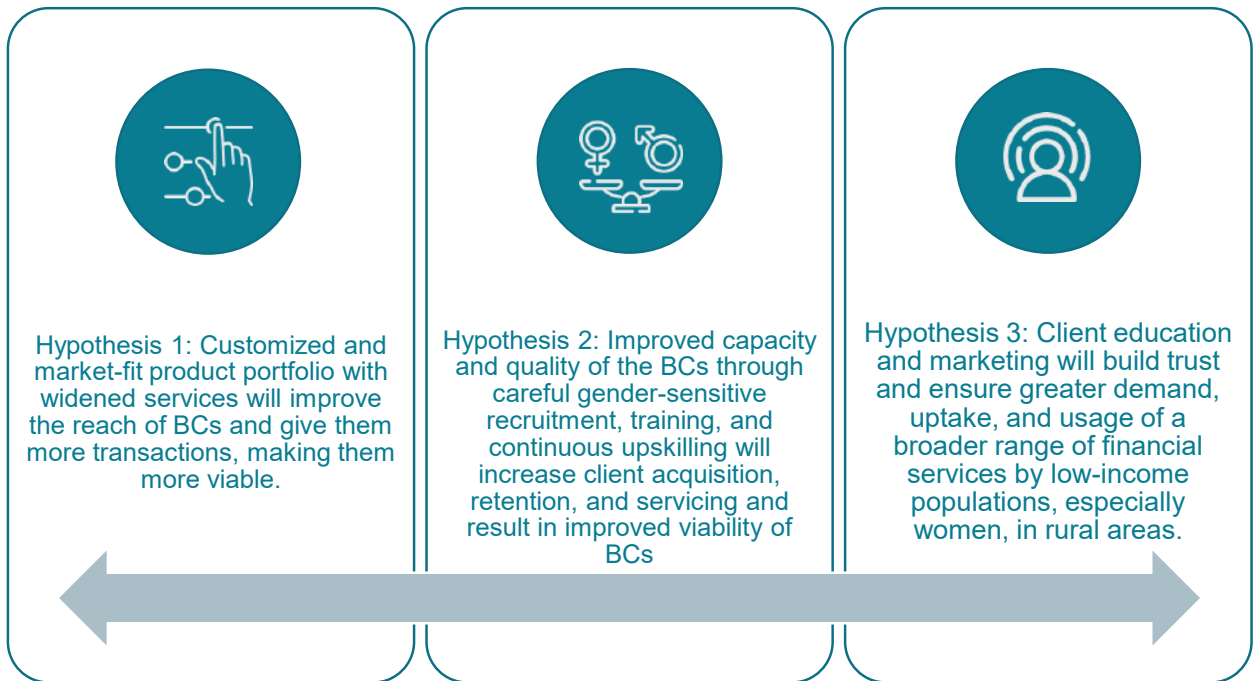 Hypothesis 1: Customized and
market-fit product portfolio with
widened services will improve
the reach of BCs and give them
more transactions, making them
more viable.
Hypothesis 2: Improved capacity
and quality of the BCs through
careful gender-sensitive
recruitment, training, and
continuous upskilling will
increase client acquisition,
retention, and servicing and
result in improved viability of
BCs
Hypothesis 3: Client education
and marketing will build trust
and ensure greater demand,
uptake, and usage of a
broader range of financial
services by low-income
populations, especially
women, in rural areas.